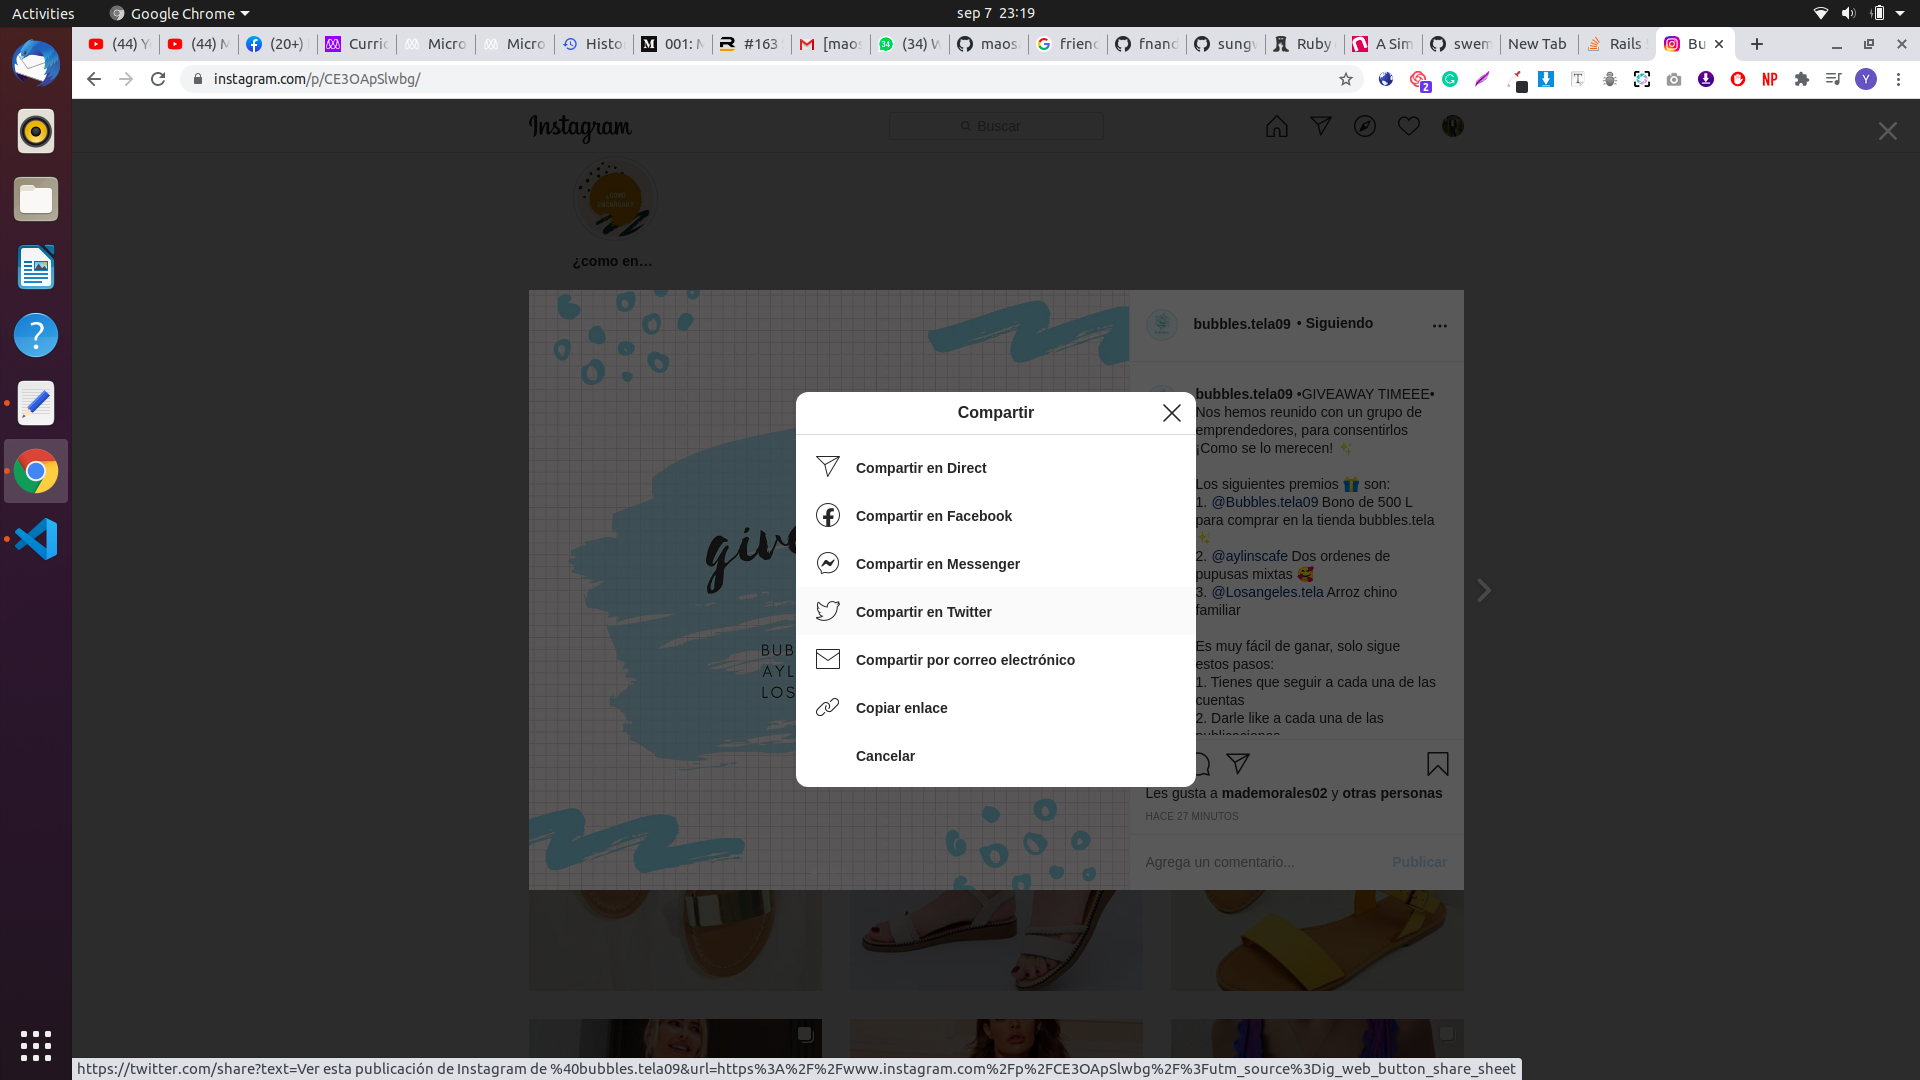 Activities
Google Chrome
sep 7 23:19
(44) Y
(44) M
(20+)
Curric
Micro
Micro
Histo
001: M
#163
[maos
(34) W
maos
frienc
fnand
sungv
Ruby
A Sim
swem
New Tab
Rails
Bu
instagram.com/p/CE3OApSlwbg/
2
NP
Y
Instagram
Buscar
¿como en...
bubbles.tela09 • Siguiendo
bubbles.tela09 •GIVEAWAY TIMEEE•
Nos hemos reunido con un grupo de
emprendedores, para consentirlos
¡Como se lo merecen! ✨
Los siguientes premios 🎁 son:
1. @Bubbles.tela09 Bono de 500 L
para comprar en la tienda bubbles.tela
✨
2. @aylinscafe Dos ordenes de
pupusas mixtas 🥰
3. @Losangeles.tela Arroz chino
familiar
Es muy fácil de ganar, solo sigue
estos pasos:
1. Tienes que seguir a cada una de las
cuentas
2. Darle like a cada una de las
publicaciones
give
BUB
AYL
LOS
Compartir
Compartir en Direct
Compartir en Facebook
Compartir en Messenger
Compartir en Twitter
Compartir por correo electrónico
Copiar enlace
Cancelar
Les gusta a mademorales02 y otras personas
HACE 27 MINUTOS
Agrega un comentario...
Publicar
https://twitter.com/share?text=Ver esta publicación de Instagram de %40bubbles.tela09&url=https%3A%2F%2Fwww.instagram.com%2Fp%2FCE3OApSlwbg%2F%3Futm_source%3Dig_web_button_share_sheet